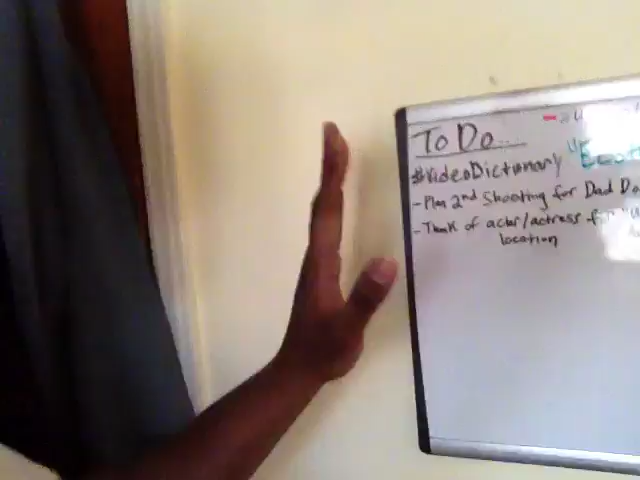 To Do...
#VideoDictionary
- Plan 2nd Shooting for Dad
- Think of actor/actress
location